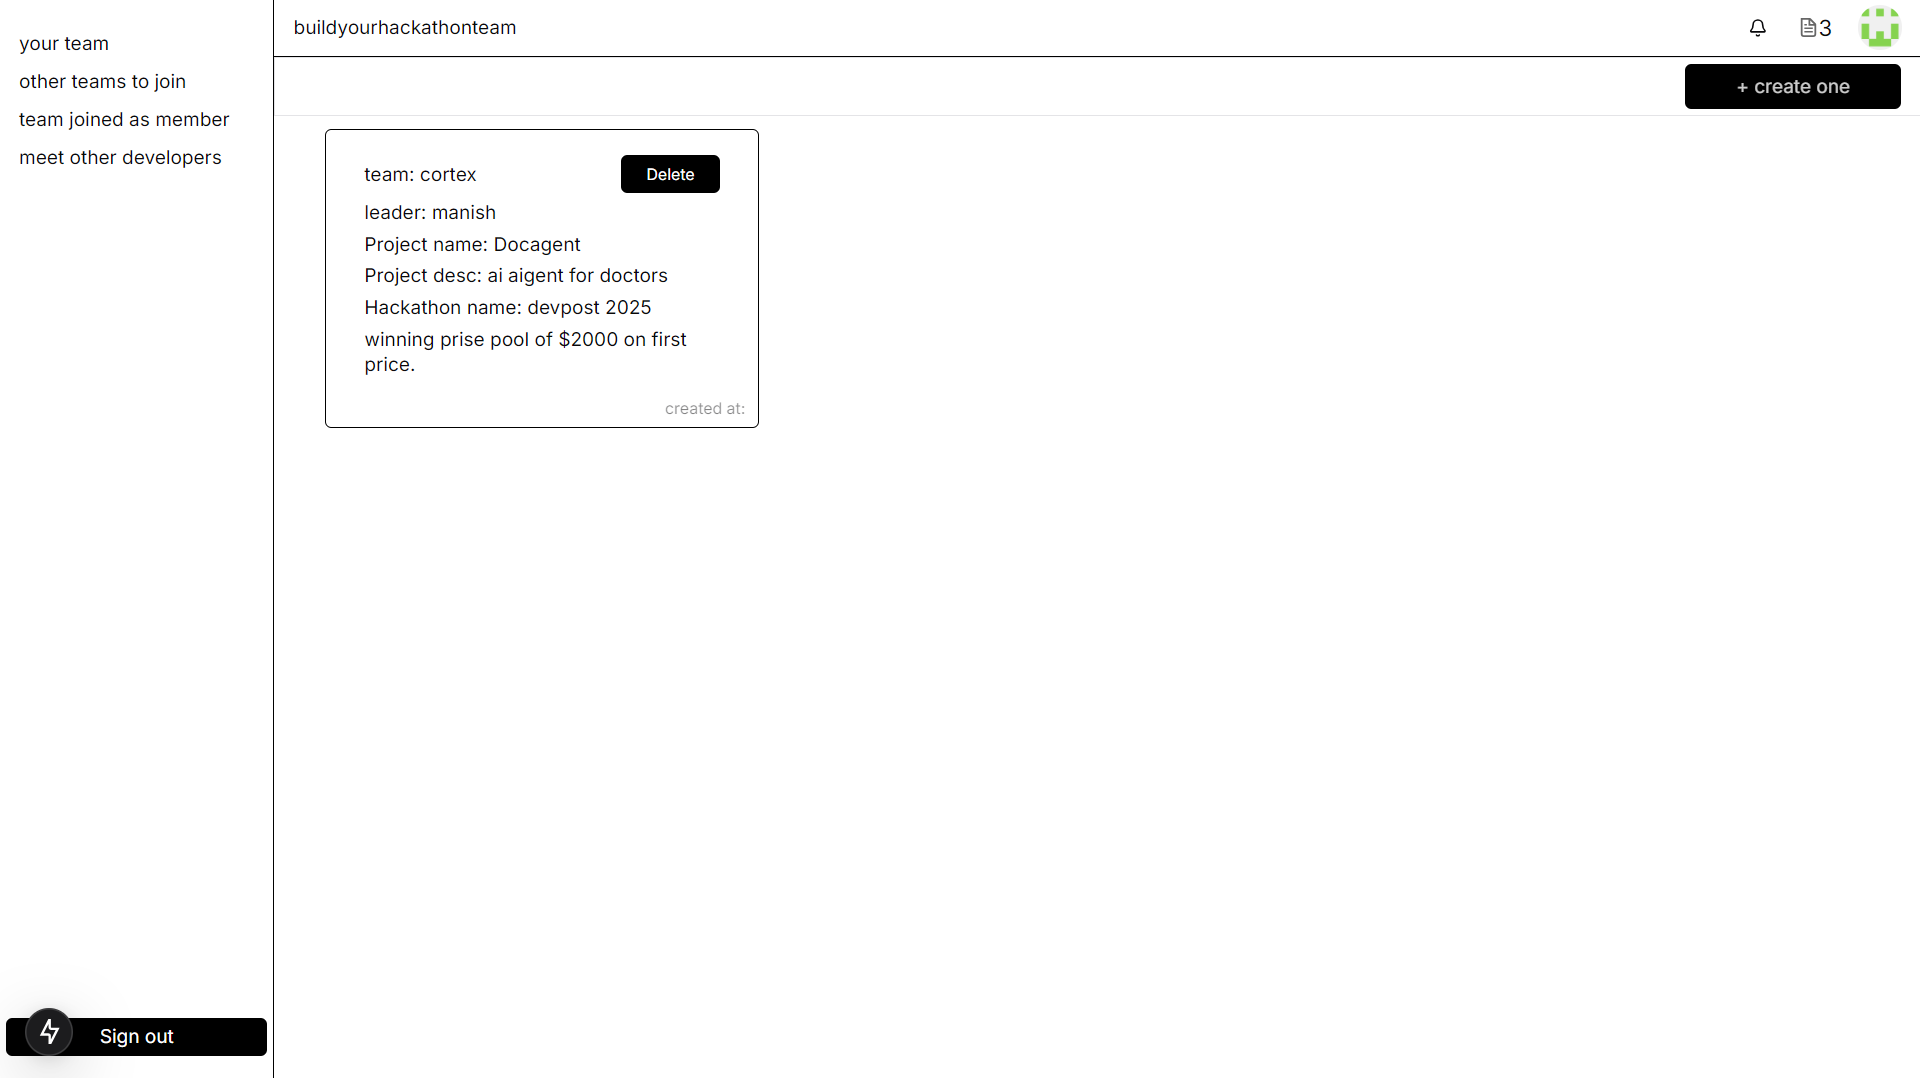 your team
other teams to join
team joined as member
meet other developers
Sign out
buildyourhackathonteam
3
+ create one
team: cortex
Delete
leader: manish
Project name: Docagent
Project desc: ai aigent for doctors
Hackathon name: devpost 2025
winning prise pool of $2000 on first
price.
created at: